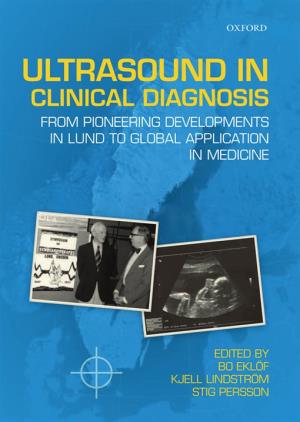 OXFORD
ULTRASOUND IN
CLINICAL DIAGNOSIS
FROM PIONEERING DEVELOPMENTS
IN LUND TO GLOBAL APPLICATION
IN MEDICINE
EDITED BY
BO EKLÖF
KJELL LINDSTRÖM
STIG PERSSON